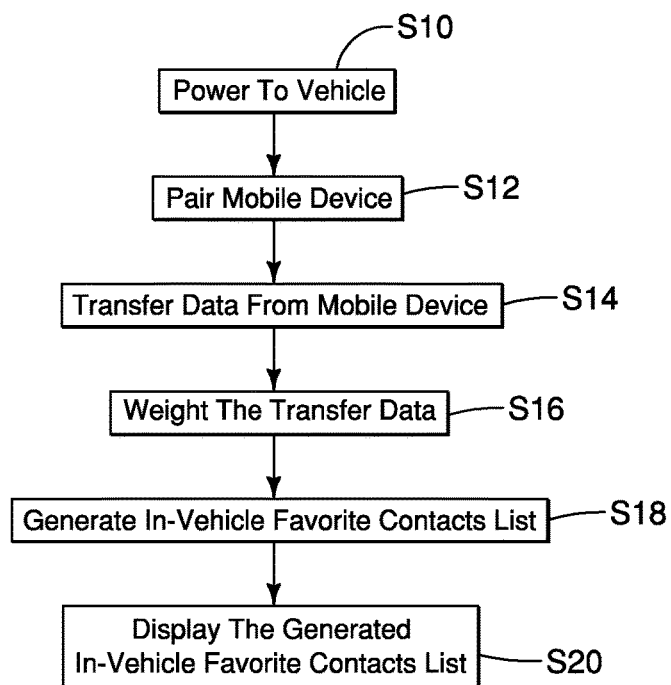 S10
Power To Vehicle
S12
Pair Mobile Device
S14
Transfer Data From Mobile Device
S16
Weight The Transfer Data
S18
Generate In-Vehicle Favorite Contacts List
Display The Generated
In-Vehicle Favorite Contacts List
S20